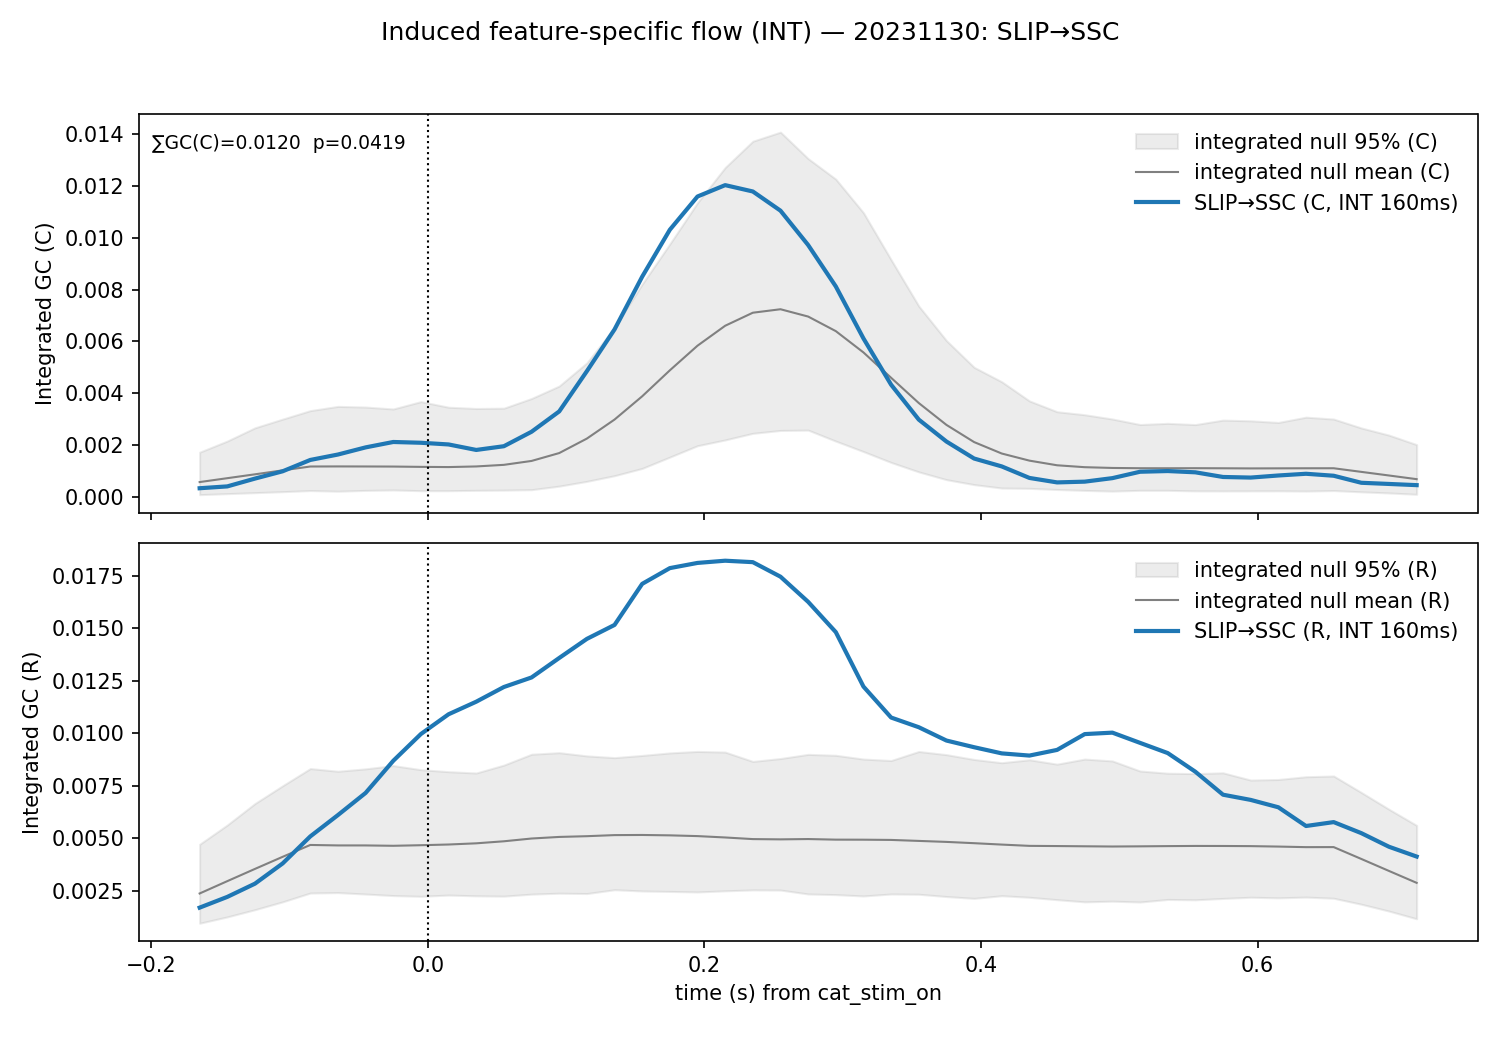 Induced feature-specific flow (INT) — 20231130: SLIP→SSC
∑GC(C)=0.0120  p=0.0419
integrated null 95% (C)
integrated null mean (C)
SLIP→SSC (C, INT 160ms)
Integrated GC (C)
0.014
0.012
0.010
0.008
0.006
0.004
0.002
0.000
integrated null 95% (R)
integrated null mean (R)
SLIP→SSC (R, INT 160ms)
Integrated GC (R)
0.0175
0.0150
0.0125
0.0100
0.0075
0.0050
0.0025
−0.2 0.0 0.2 0.4 0.6
time (s) from cat_stim_on